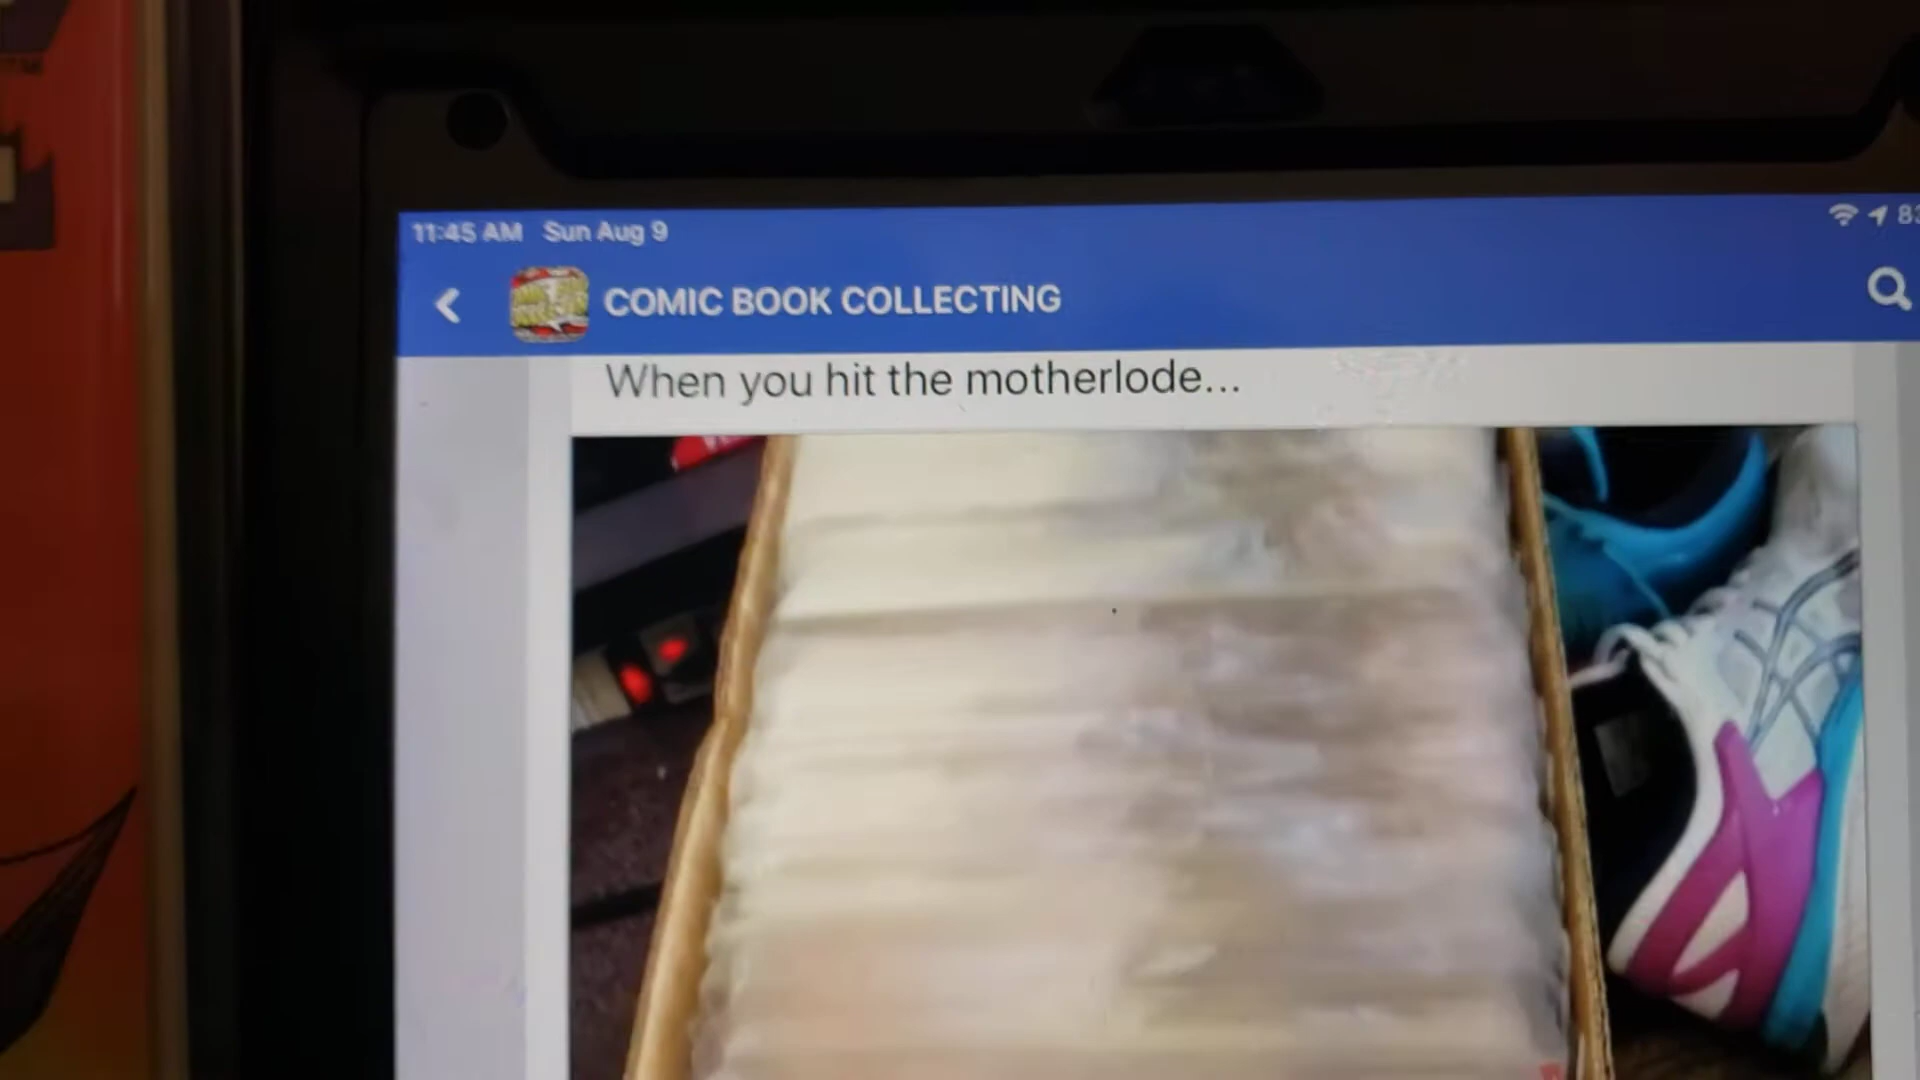 11:45 AM Sun Aug 9
COMIC BOOK COLLECTING
When you hit the motherlode...